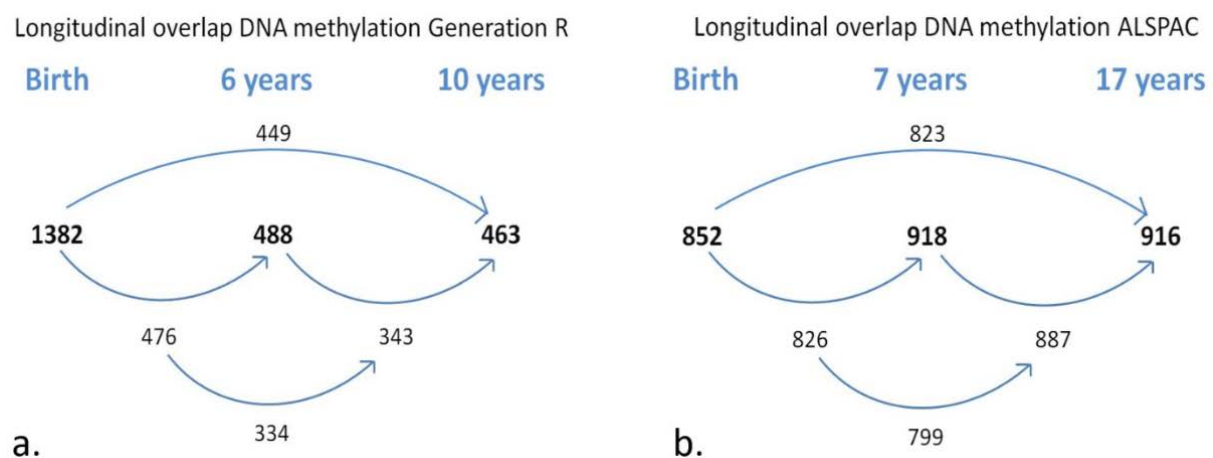 Longitudinal overlap DNA methylation Generation R
Birth 6 years 10 years
449
1382 488 463
476 343
334
a.
Longitudinal overlap DNA methylation ALSPAC
Birth 7 years 17 years
823
852 918 916
826 887
799
b.